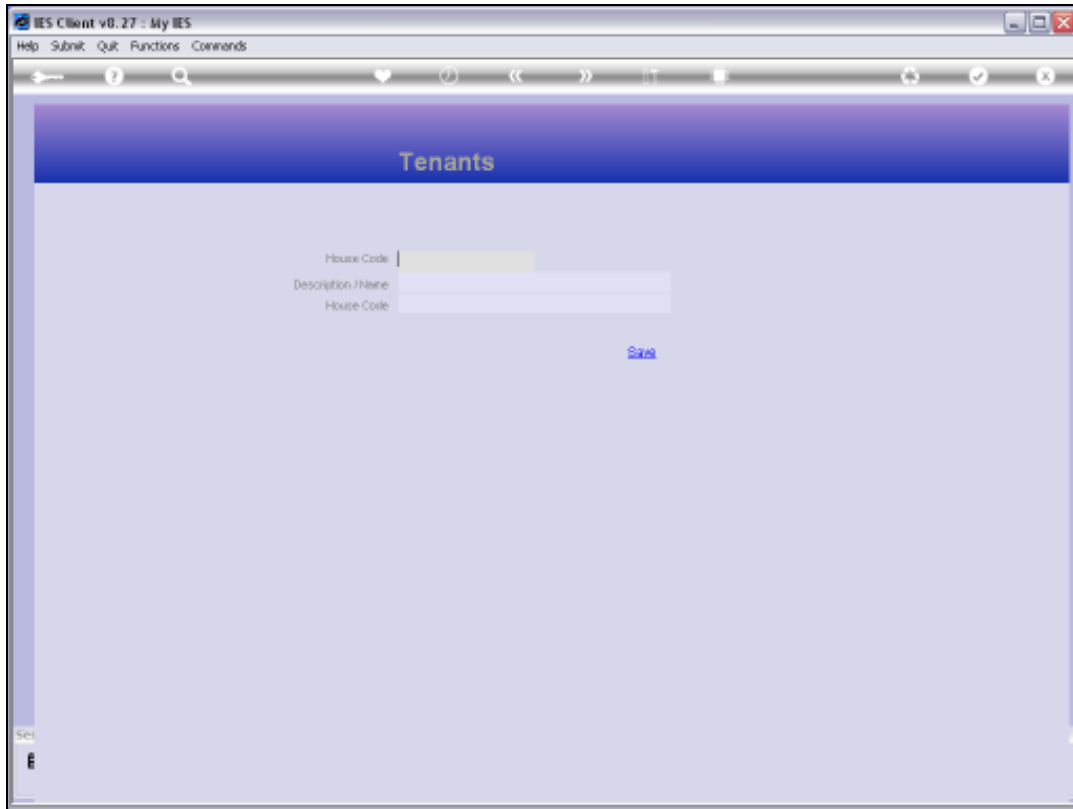 IES Client v8.27 : My IES
Help Submit Quit Functions Commands
Tenants
House Code
Description / Name
House Code
Save
Ser